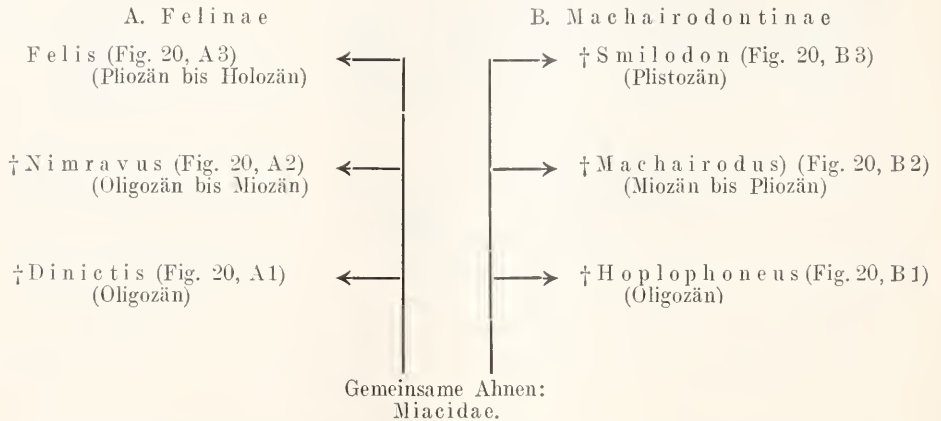 A. Felinae
B. Machairodontinae
Felis (Fig. 20, A3)
(Pliozän bis Holozän)
†Smilodon (Fig. 20, B3)
(Plistozän)
†Nimravus (Fig. 20, A2)
(Oligozän bis Miozän)
†Machairodus) (Fig. 20, B2)
(Miozän bis Pliozän)
†Dinictis (Fig. 20, A1)
(Oligozän)
†Hoplophoneus (Fig. 20, B1)
(Oligozän)
Gemeinsame Ahnen:
Miacidae.